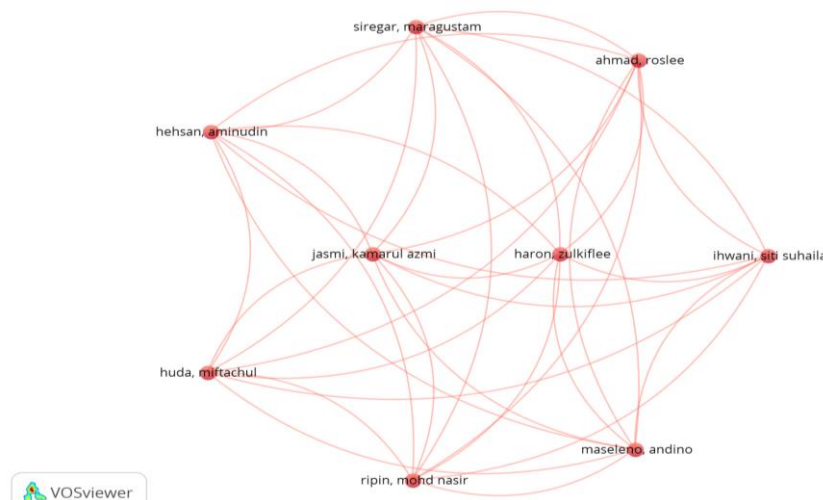 siregar, maragustam
ahmad, roslee
hehsan, aminudin
jasmi, kamarul azmi
haron, zulkiflee
ihwani, siti suhaila
huda, miftachul
maseleno, andino
ripin, mohd nasir
VOSviewer